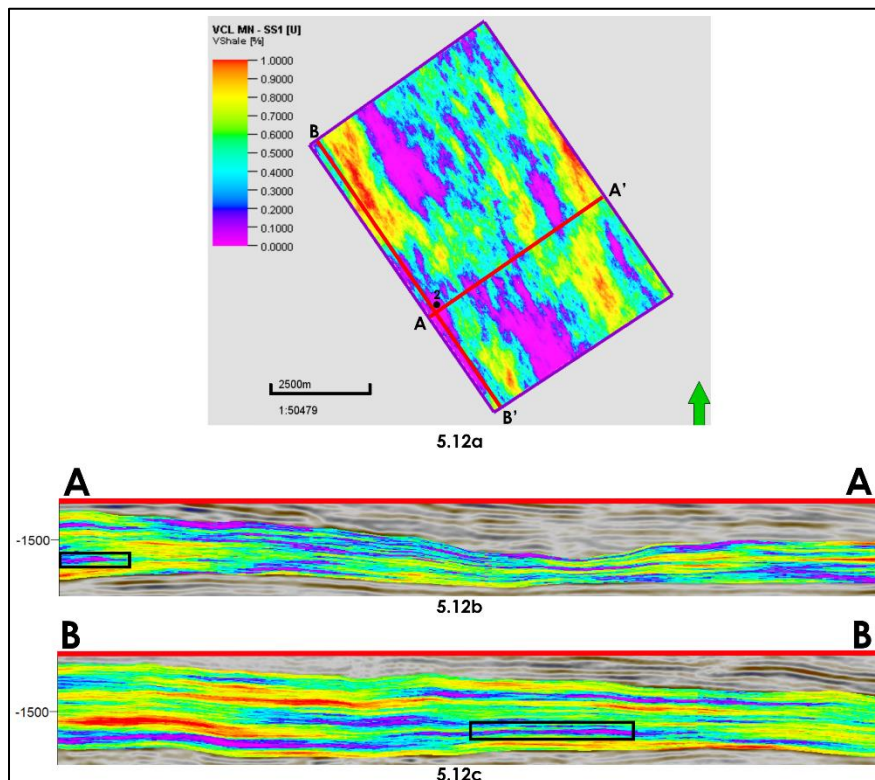 VCL MN - SS1 [U]
VShale [%]
1.0000
0.9000
0.8000
0.7000
0.6000
0.5000
0.4000
0.3000
0.2000
0.1000
0.0000
B
A'
2
A
B'
2500m
1:50479
5.12a
A
A
-1500
5.12b
B
B
-1500
5.12c